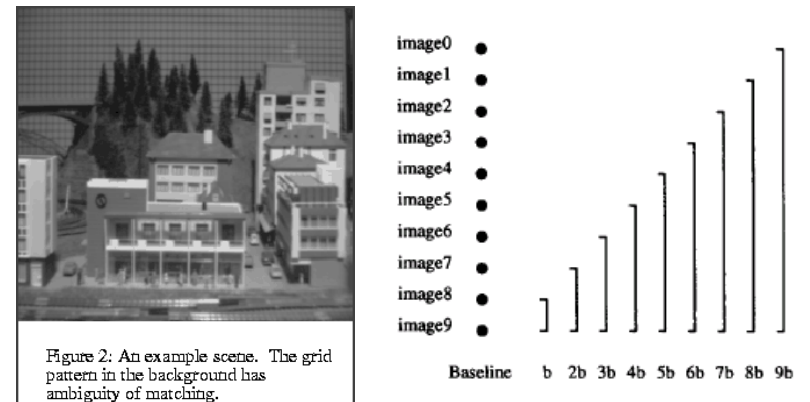 Figure 2: An example scene. The grid
pattern in the background has
ambiguity of matching.
image0
image1
image2
image3
image4
image5
image6
image7
image8
image9
Baseline b 2b 3b 4b 5b 6b 7b 8b 9b